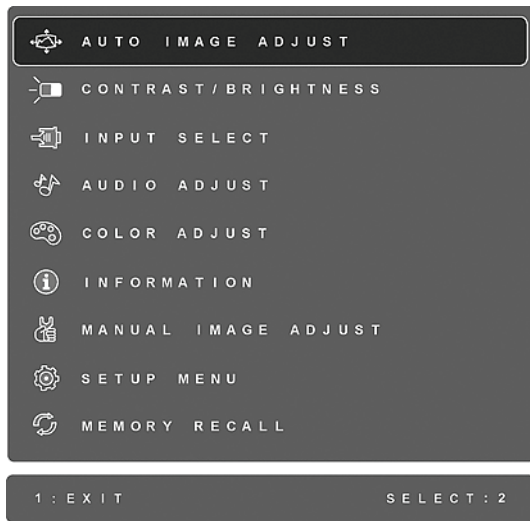 AUTO IMAGE ADJUST
CONTRAST/BRIGHTNESS
INPUT SELECT
AUDIO ADJUST
COLOR ADJUST
INFORMATION
MANUAL IMAGE ADJUST
SETUP MENU
MEMORY RECALL
1:EXIT SELECT:2